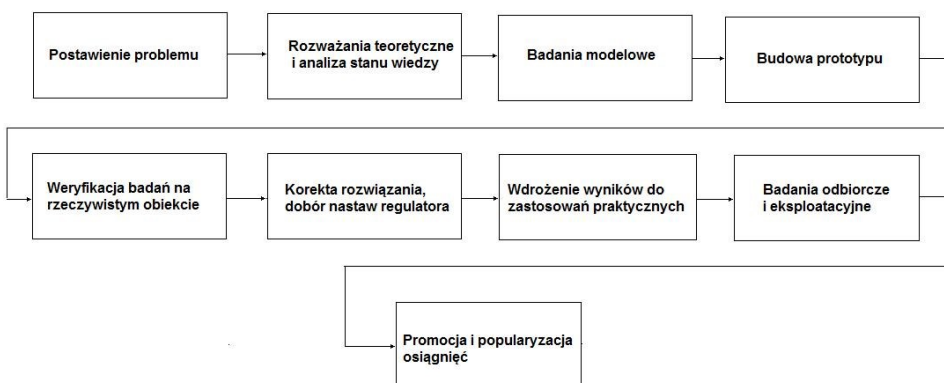 Postawienie problemu
Rozważania teoretyczne
i analiza stanu wiedzy
Badania modelowe
Budowa prototypu
Weryfikacja badań na
rzeczywistym obiekcie
Korekta rozwiązania,
dobór nastaw regulatora
Wdrożenie wyników do
zastosowań praktycznych
Badania odbiorcze
i eksploatacyjne
Promocja i popularyzacja
osiągnięć